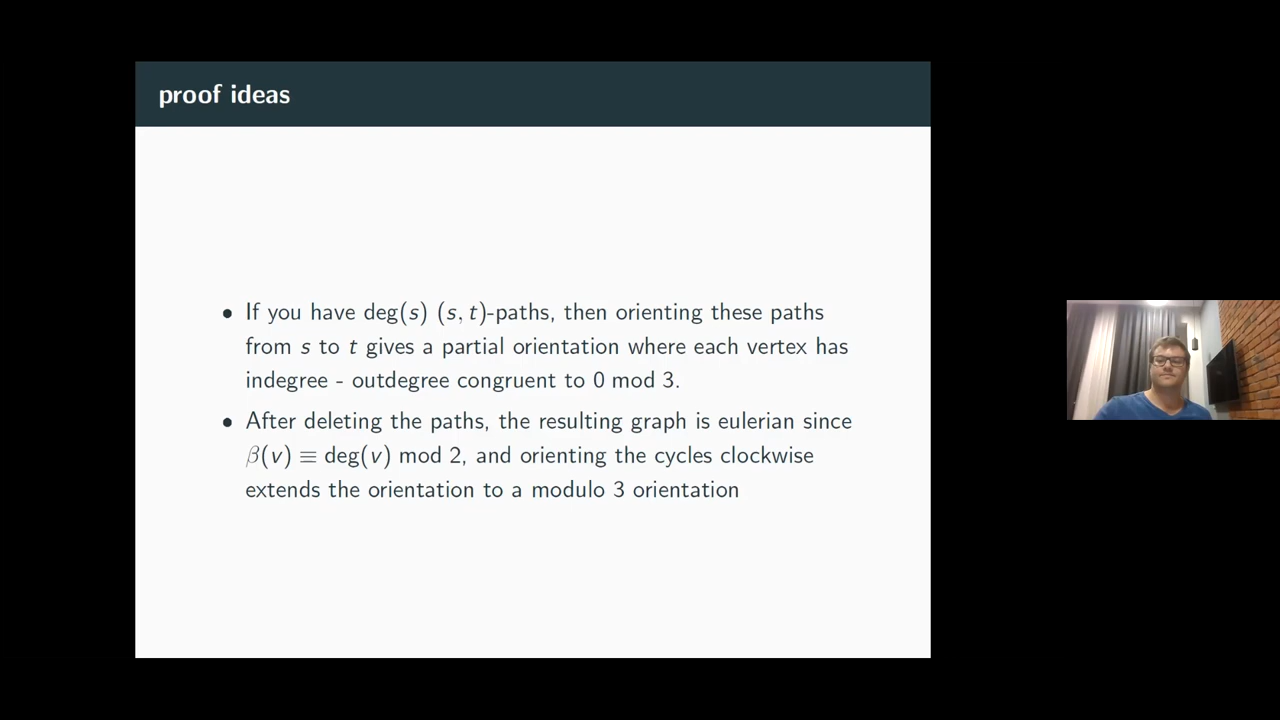 proof ideas
• If you have deg(s) (s, t)-paths, then orienting these paths
from s to t gives a partial orientation where each vertex has
indegree - outdegree congruent to 0 mod 3.
• After deleting the paths, the resulting graph is eulerian since
β(v) ≡ deg(v) mod 2, and orienting the cycles clockwise
extends the orientation to a modulo 3 orientation